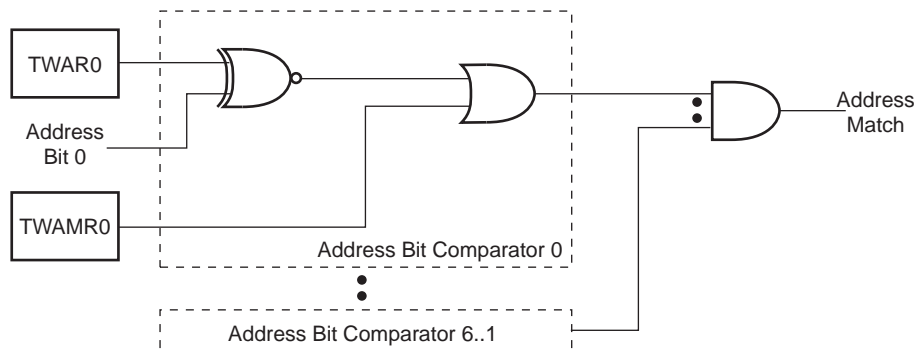 TWAR0
Address
Bit 0
TWAMR0
Address Bit Comparator 0
Address
Match
Address Bit Comparator 6..1